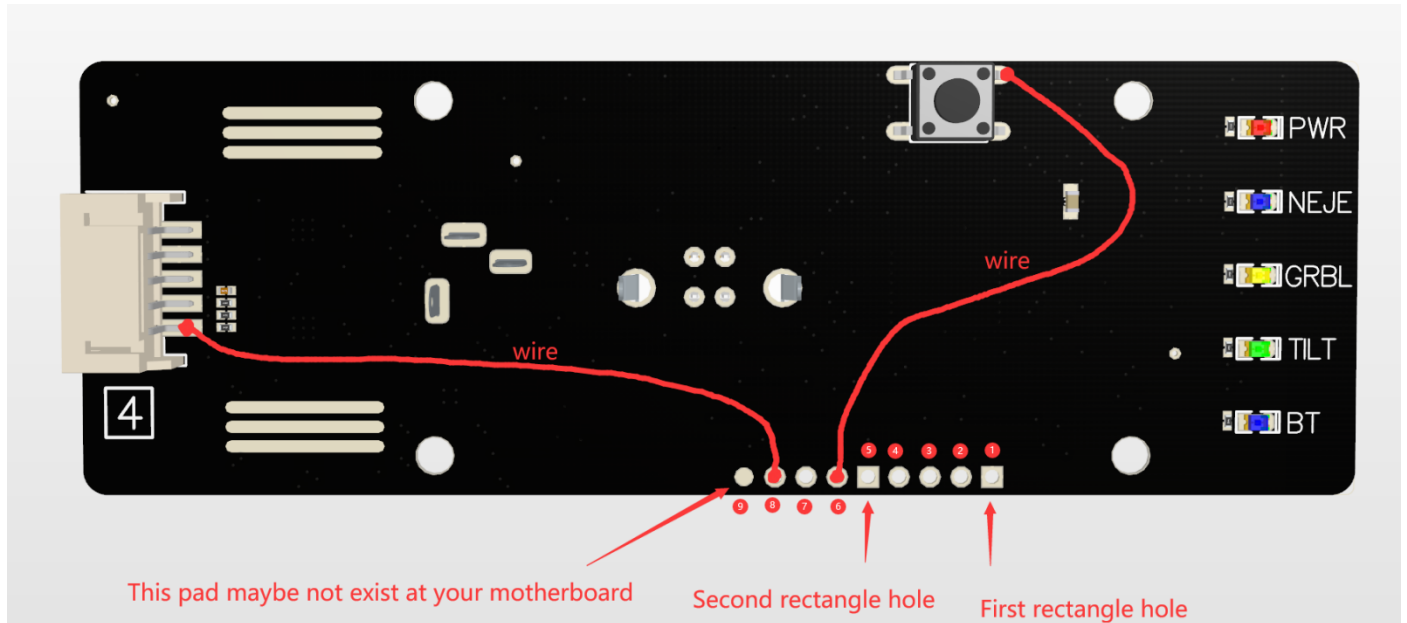 PWR
NEJE
wire
GRBL
wire
TILT
4
BT
5 4 3 2 1
9 8 7 6
This pad maybe not exist at your motherboard
Second rectangle hole
First rectangle hole